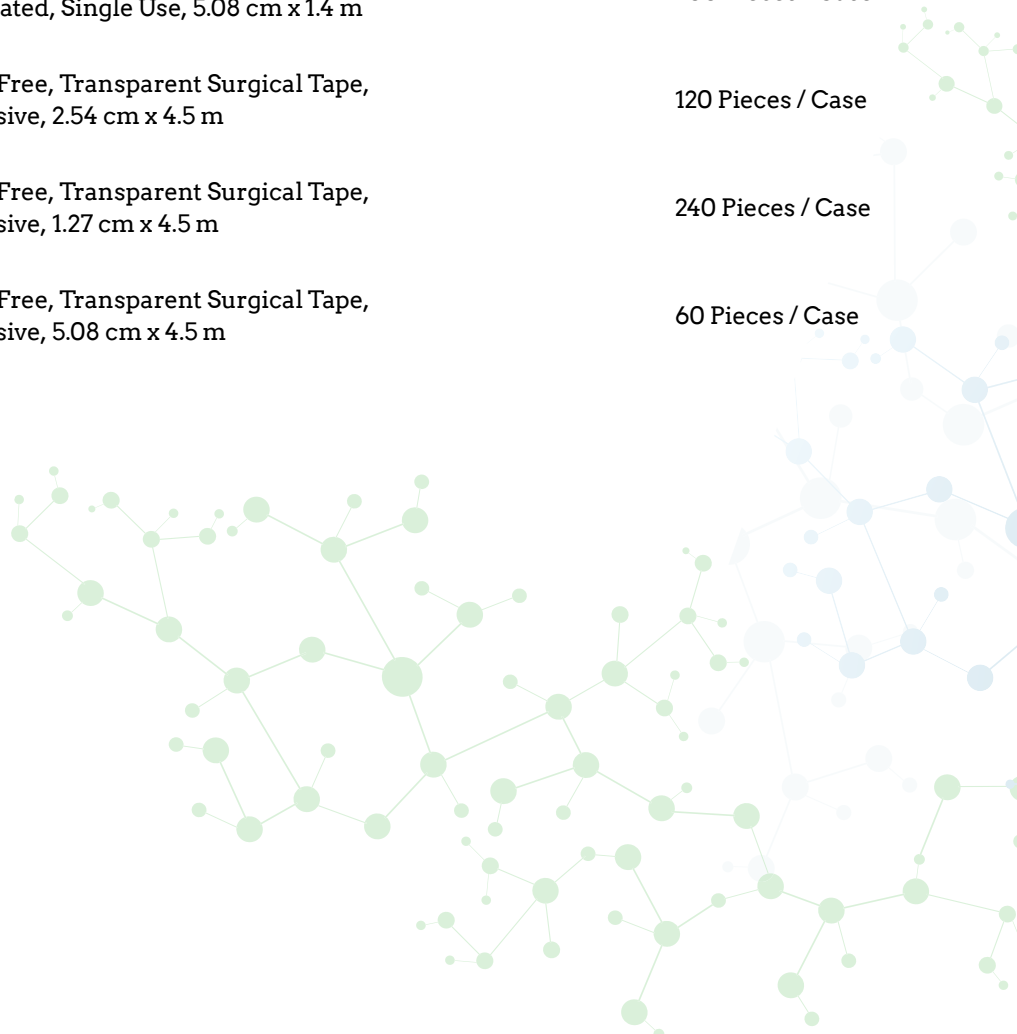 ated, Single Use, 5.08 cm x 1.4 m
Free, Transparent Surgical Tape,
sive, 2.54 cm x 4.5 m
120 Pieces / Case
Free, Transparent Surgical Tape,
sive, 1.27 cm x 4.5 m
240 Pieces / Case
Free, Transparent Surgical Tape,
sive, 5.08 cm x 4.5 m
60 Pieces / Case